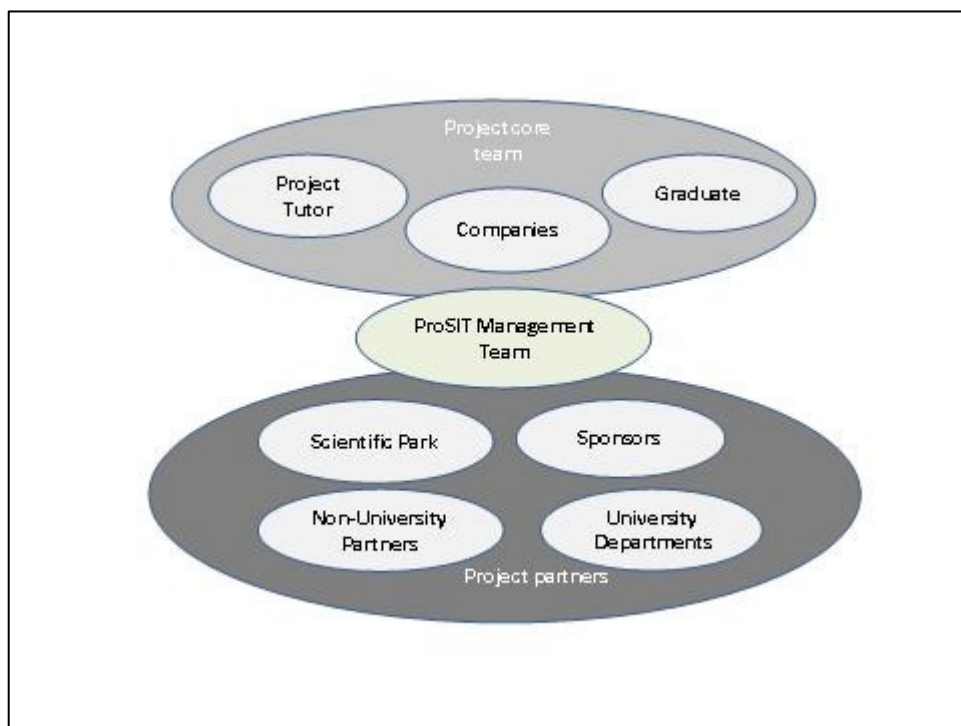 Project core
team
Project
Tutor
Companies
Graduate
ProSIT Management
Team
Scientific Park
Sponsors
Non-University
Partners
University
Departments
Project partners